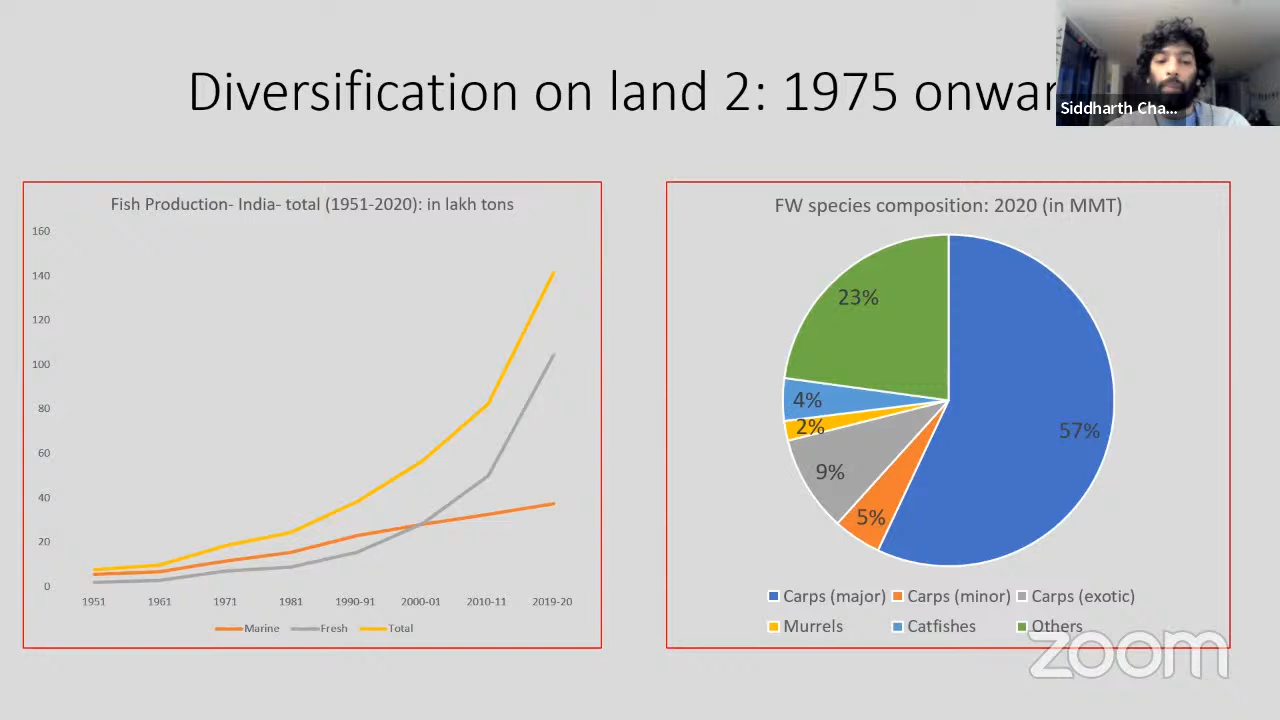 Diversification on land 2: 1975 onwar
Siddharth Cha...
Fish Production- India- total (1951-2020): in lakh tons
160
140
120
100
80
60
40
20
0
1951 1961 1971 1981 1990-91 2000-01 2010-11 2019-20
Marine Fresh Total
FW species composition: 2020 (in MMT)
23%
4%
2%
9%
5%
57%
Carps (major) Carps (minor) Carps (exotic)
Murrels Catfishes Others
zoom